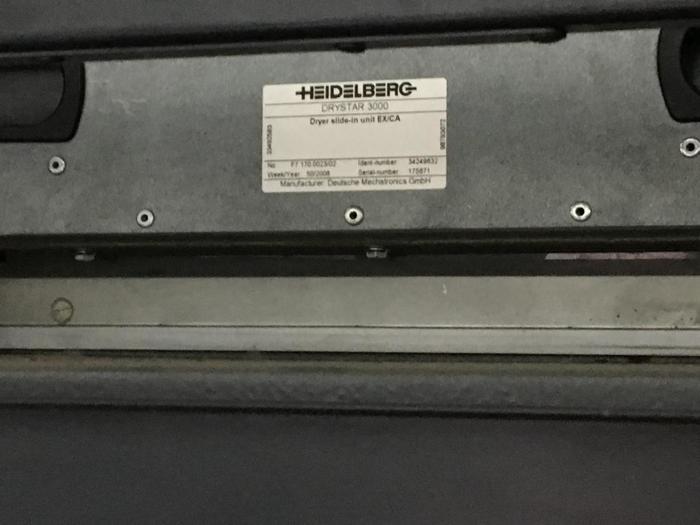 HEIDELBERG
DRYSTAR 3000
Dryer slide-in unit EX/CA
No F7.170.0023/02 Ident-number 34249632
Week/Year 50/2008 Serial-number 175871
Manufacturer: Deutsche Mechatronics GmbH